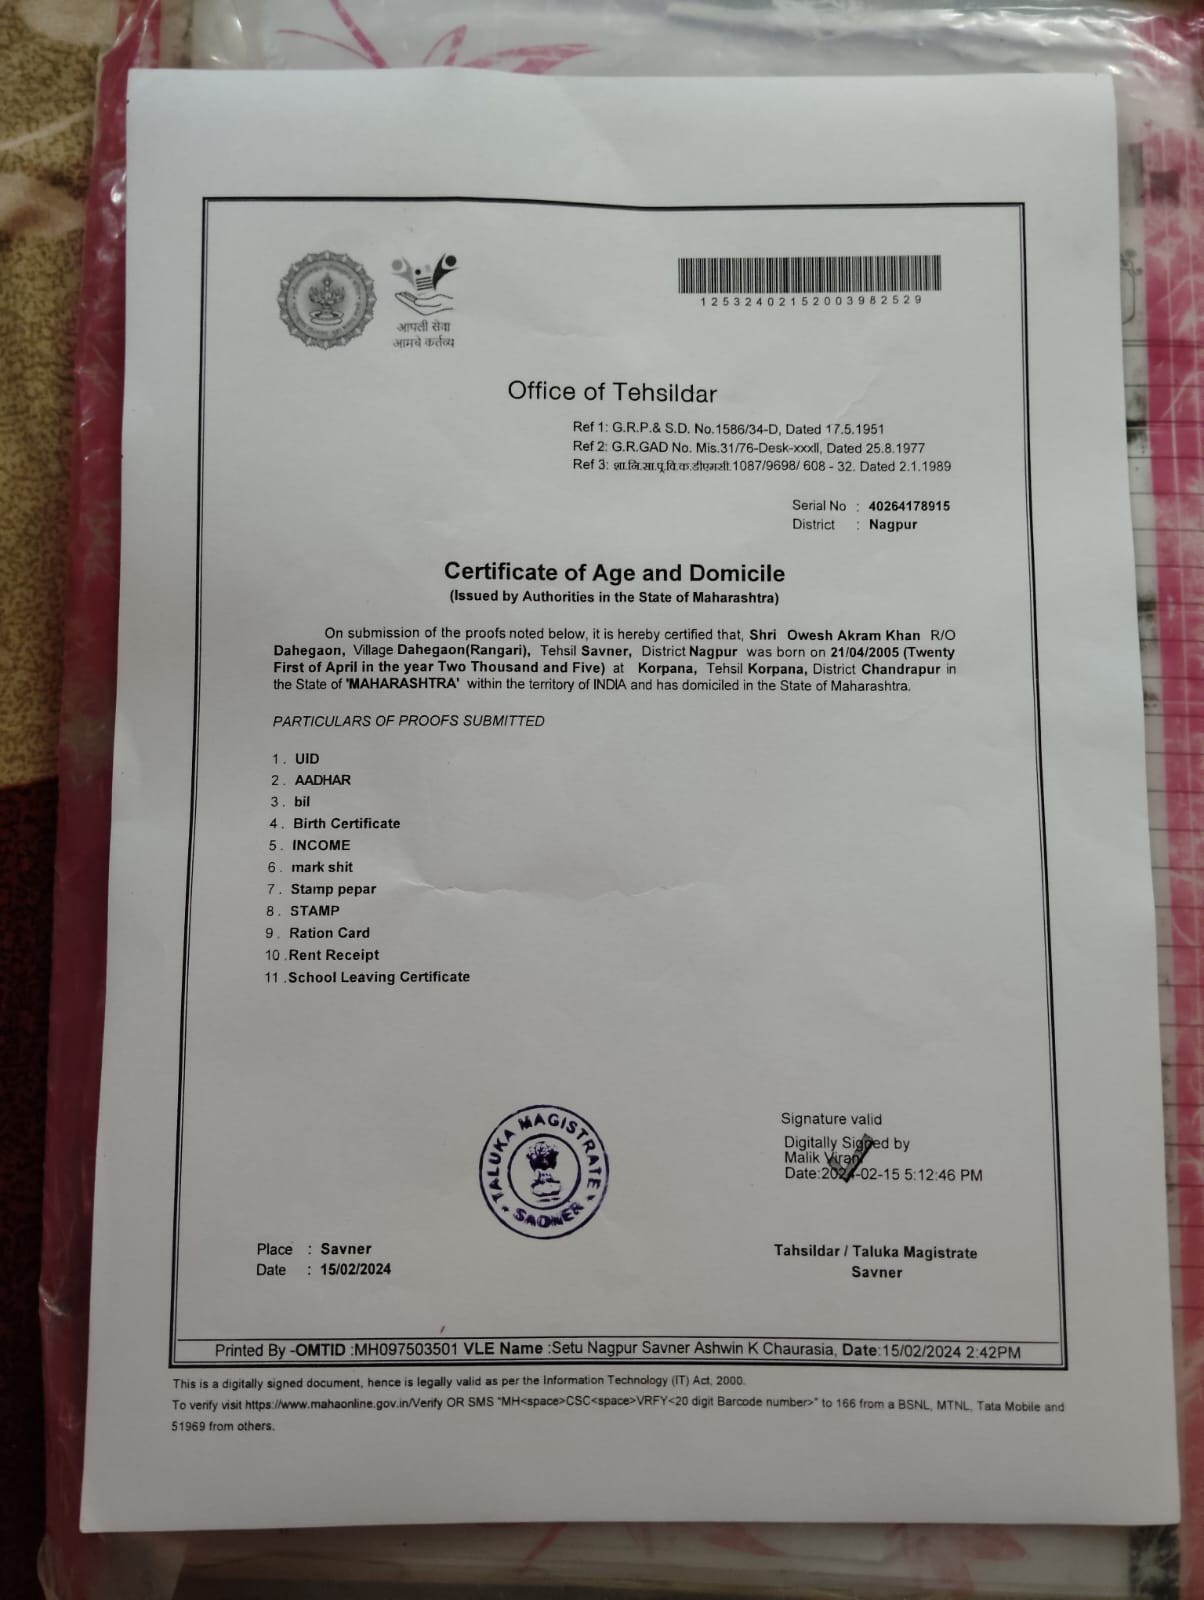 आपली सेवा
आमचे कर्तव्य
12532402152003982529
Office of Tehsildar
Ref 1: G.R.P.& S.D. No.1586/34-D, Dated 17.5.1951
Ref 2: G.R.GAD No. Mis.31/76-Desk-xxxII, Dated 25.8.1977
Ref 3: शा.नि.सा.पू.वि.क.डीएमसी.1087/9698/ 608 - 32. Dated 2.1.1989
Serial No : 40264178915
District : Nagpur
Certificate of Age and Domicile
(Issued by Authorities in the State of Maharashtra)
On submission of the proofs noted below, it is hereby certified that, Shri Owesh Akram Khan R/O
Dahegaon, Village Dahegaon(Rangari), Tehsil Savner, District Nagpur was born on 21/04/2005 (Twenty
First of April in the year Two Thousand and Five) at Korpana, Tehsil Korpana, District Chandrapur in
the State of 'MAHARASHTRA' within the territory of INDIA and has domiciled in the State of Maharashtra.
PARTICULARS OF PROOFS SUBMITTED
1 . UID
2 . AADHAR
3 . bil
4 . Birth Certificate
5 . INCOME
6 . mark shit
7 . Stamp pepar
8 . STAMP
9 . Ration Card
10 .Rent Receipt
11 .School Leaving Certificate
TALUKA MAGISTRATE
SAONER
Signature valid
Digitally Signed by
Malik Virani
Date:2024-02-15 5:12:46 PM
Place : Savner
Date : 15/02/2024
Tahsildar / Taluka Magistrate
Savner
Printed By -OMTID :MH097503501 VLE Name :Setu Nagpur Savner Ashwin K Chaurasia, Date:15/02/2024 2:42PM
This is a digitally signed document, hence is legally valid as per the Information Technology (IT) Act, 2000.
To verify visit https://www.mahaonline.gov.in/Verify OR SMS "MH<space>CSC<space>VRFY<20 digit Barcode number>" to 166 from a BSNL, MTNL, Tata Mobile and
51969 from others.